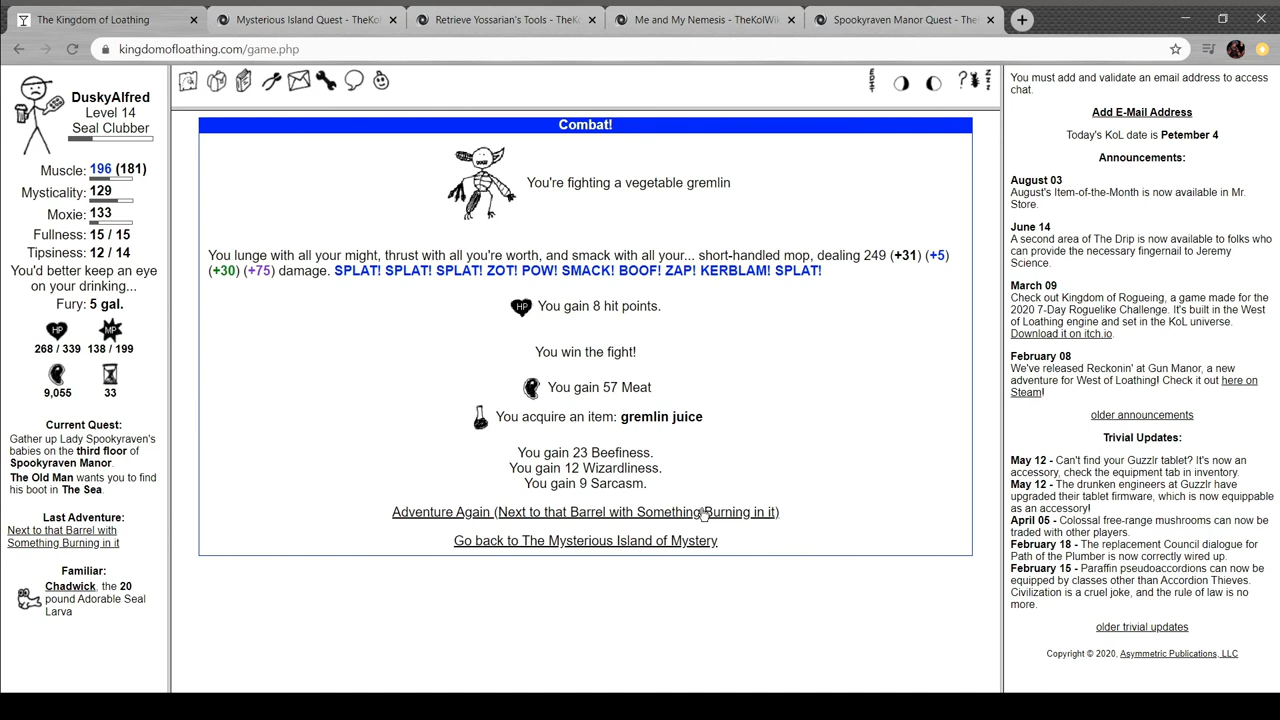 The Kingdom of Loathing
Mysterious Island Quest - TheKol
Retrieve Yossarian's Tools - TheKo
Me and My Nemesis - TheKolWiki
Spookyraven Manor Quest - The
kingdomofloathing.com/game.php
DuskyAlfred
Level 14
Seal Clubber
Muscle: 196 (181)
Mysticality: 129
Moxie: 133
Fullness: 15 / 15
Tipsiness: 12 / 14
You'd better keep an eye
on your drinking...
Fury: 5 gal.
HP
MP
268 / 339
138 / 199
9,055
33
Current Quest:
Gather up Lady Spookyraven's
babies on the third floor of
Spookyraven Manor.
The Old Man wants you to find
his boot in The Sea.
Last Adventure:
Next to that Barrel with
Something Burning in it
Familiar:
Chadwick, the 20
pound Adorable Seal
Larva
Combat!
You're fighting a vegetable gremlin
You lunge with all your might, thrust with all you're worth, and smack with all your... short-handled mop, dealing 249 (+31) (+5)
(+30) (+75) damage. SPLAT! SPLAT! SPLAT! ZOT! POW! SMACK! BOOF! ZAP! KERBLAM! SPLAT!
HP You gain 8 hit points.
You win the fight!
You gain 57 Meat
You acquire an item: gremlin juice
You gain 23 Beefiness.
You gain 12 Wizardliness.
You gain 9 Sarcasm.
Adventure Again (Next to that Barrel with Something Burning in it)
Go back to The Mysterious Island of Mystery
You must add and validate an email address to access
chat.
Add E-Mail Address
Today's KoL date is Petember 4
Announcements:
August 03
August's Item-of-the-Month is now available in Mr.
Store.
June 14
A second area of The Drip is now available to folks who
can provide the necessary fingernail to Jeremy
Science.
March 09
Check out Kingdom of Rogueing, a game made for the
2020 7-Day Roguelike Challenge. It's built in the West
of Loathing engine and set in the KoL universe.
Download it on itch.io.
February 08
We've released Reckonin' at Gun Manor, a new
adventure for West of Loathing! Check it out here on
Steam!
older announcements
Trivial Updates:
May 12 - Can't find your Guzzlr tablet? It's now an
accessory, check the equipment tab in inventory.
May 12 - The drunken engineers at Guzzlr have
upgraded their tablet firmware, which is now equippable
as an accessory!
April 05 - Colossal free-range mushrooms can now be
traded with other players.
February 18 - The replacement Council dialogue for
Path of the Plumber is now correctly wired up.
February 15 - Paraffin pseudoaccordions can now be
equipped by classes other than Accordion Thieves.
Civilization is a cruel joke, and the rule of law is no
more.
older trivial updates
Copyright © 2020, Asymmetric Publications, LLC